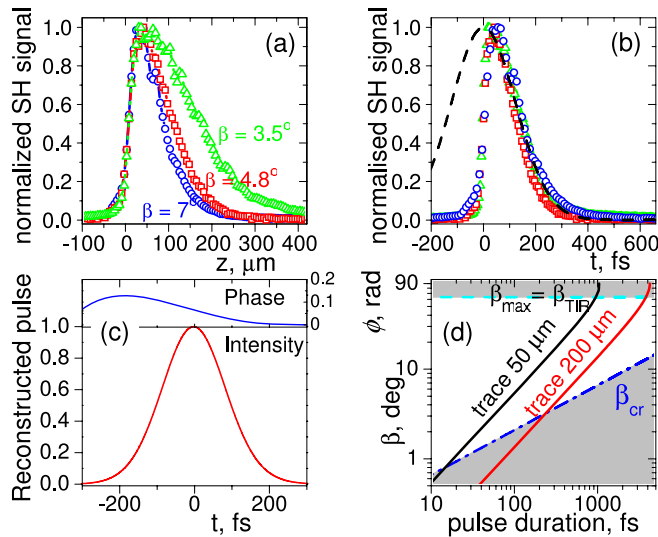 normalized SH signal
1.0
0.8
0.6
0.4
0.2
0.0
(a)
β = 3.5°
β = 4.8°
β = 7°
-100 0 100 200 300 400
z, μm
normalised SH signal
1.0
0.8
0.6
0.4
0.2
0.0
(b)
-200 0 200 400 600
t, fs
Reconstructed pulse
1.0
0.8
0.6
0.4
0.2
0.0
Phase
(c)
Intensity
0.2
0.1
0
ϕ, rad
-200 0 200
t, fs
β, deg
90
10
1
β_max = β_TIR
(d)
trace 50 μm
trace 200 μm
β_cr
10 100 1000
pulse duration, fs